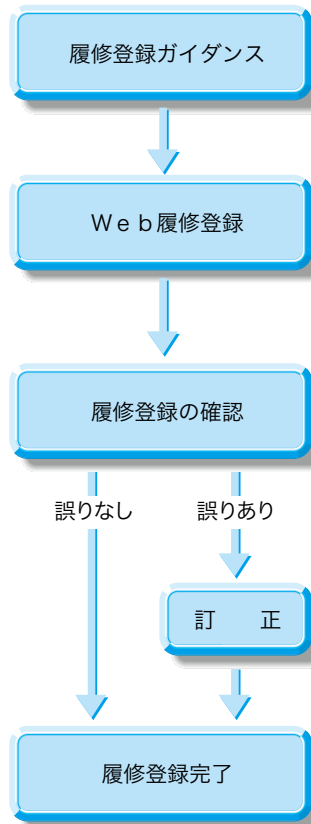 履修登録ガイダンス
Ｗｅｂ履修登録
履修登録の確認
誤りなし
誤りあり
訂　正
履修登録完了